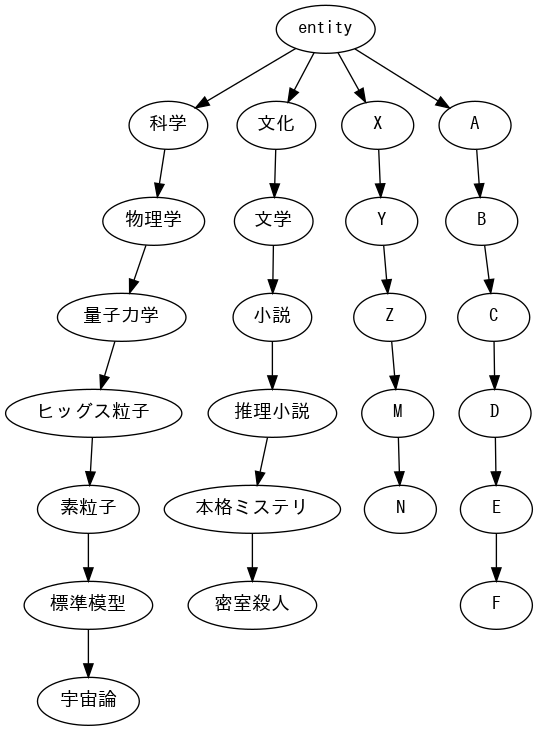 entity
科学
文化
X
A
物理学
文学
Y
B
量子力学
小説
Z
C
ヒッグス粒子
推理小説
M
D
素粒子
本格ミステリ
N
E
標準模型
密室殺人
F
宇宙論